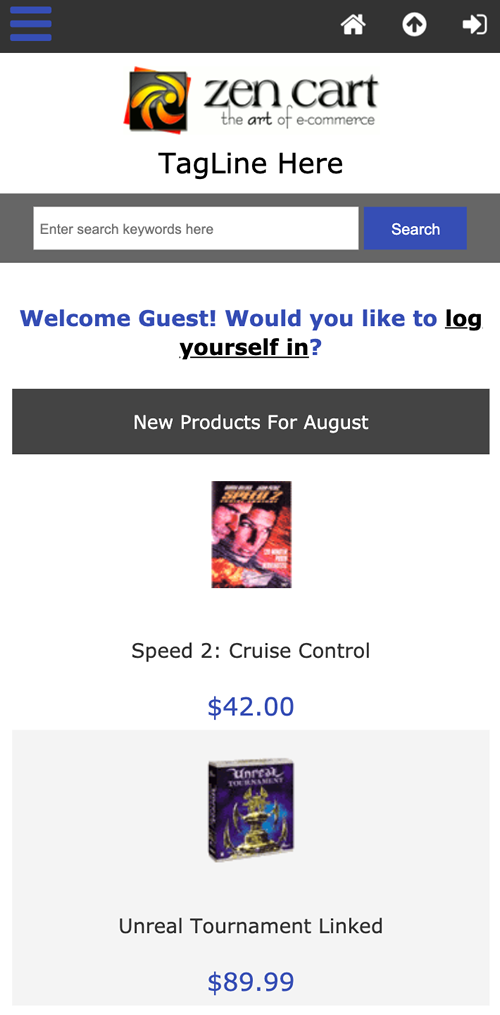 zen cart
the art of e-commerce
TagLine Here
Enter search keywords here
Search
Welcome Guest! Would you like to log
yourself in?
New Products For August
SPEED 2
Speed 2: Cruise Control
$42.00
Unreal
TOURNAMENT
Unreal Tournament Linked
$89.99